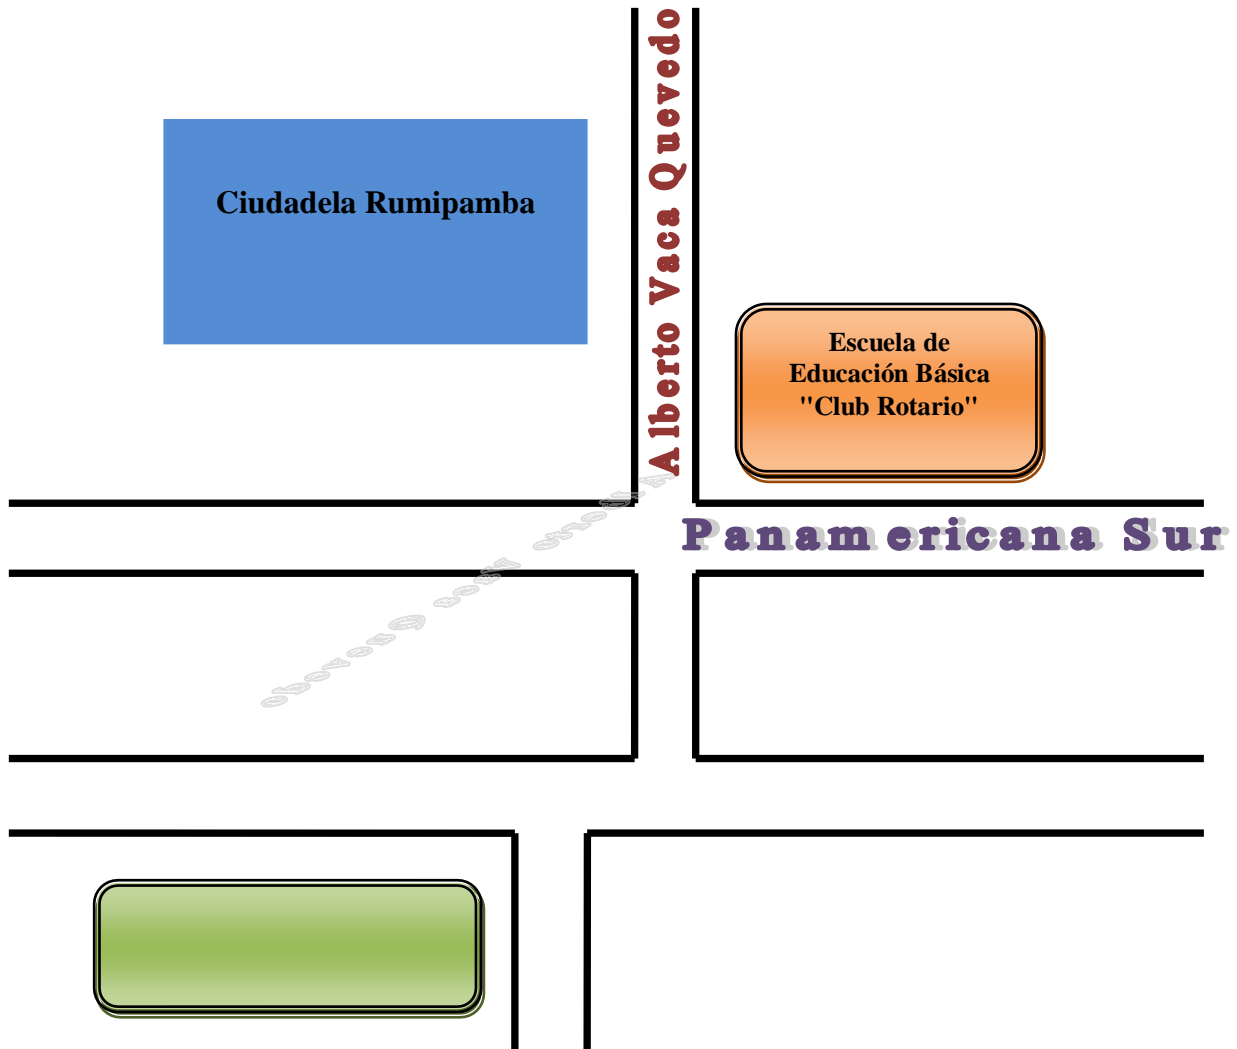 Alberto Vaca Quevedo
Ciudadela Rumipamba
Escuela de
Educación Básica
"Club Rotario"
Panamericana Sur